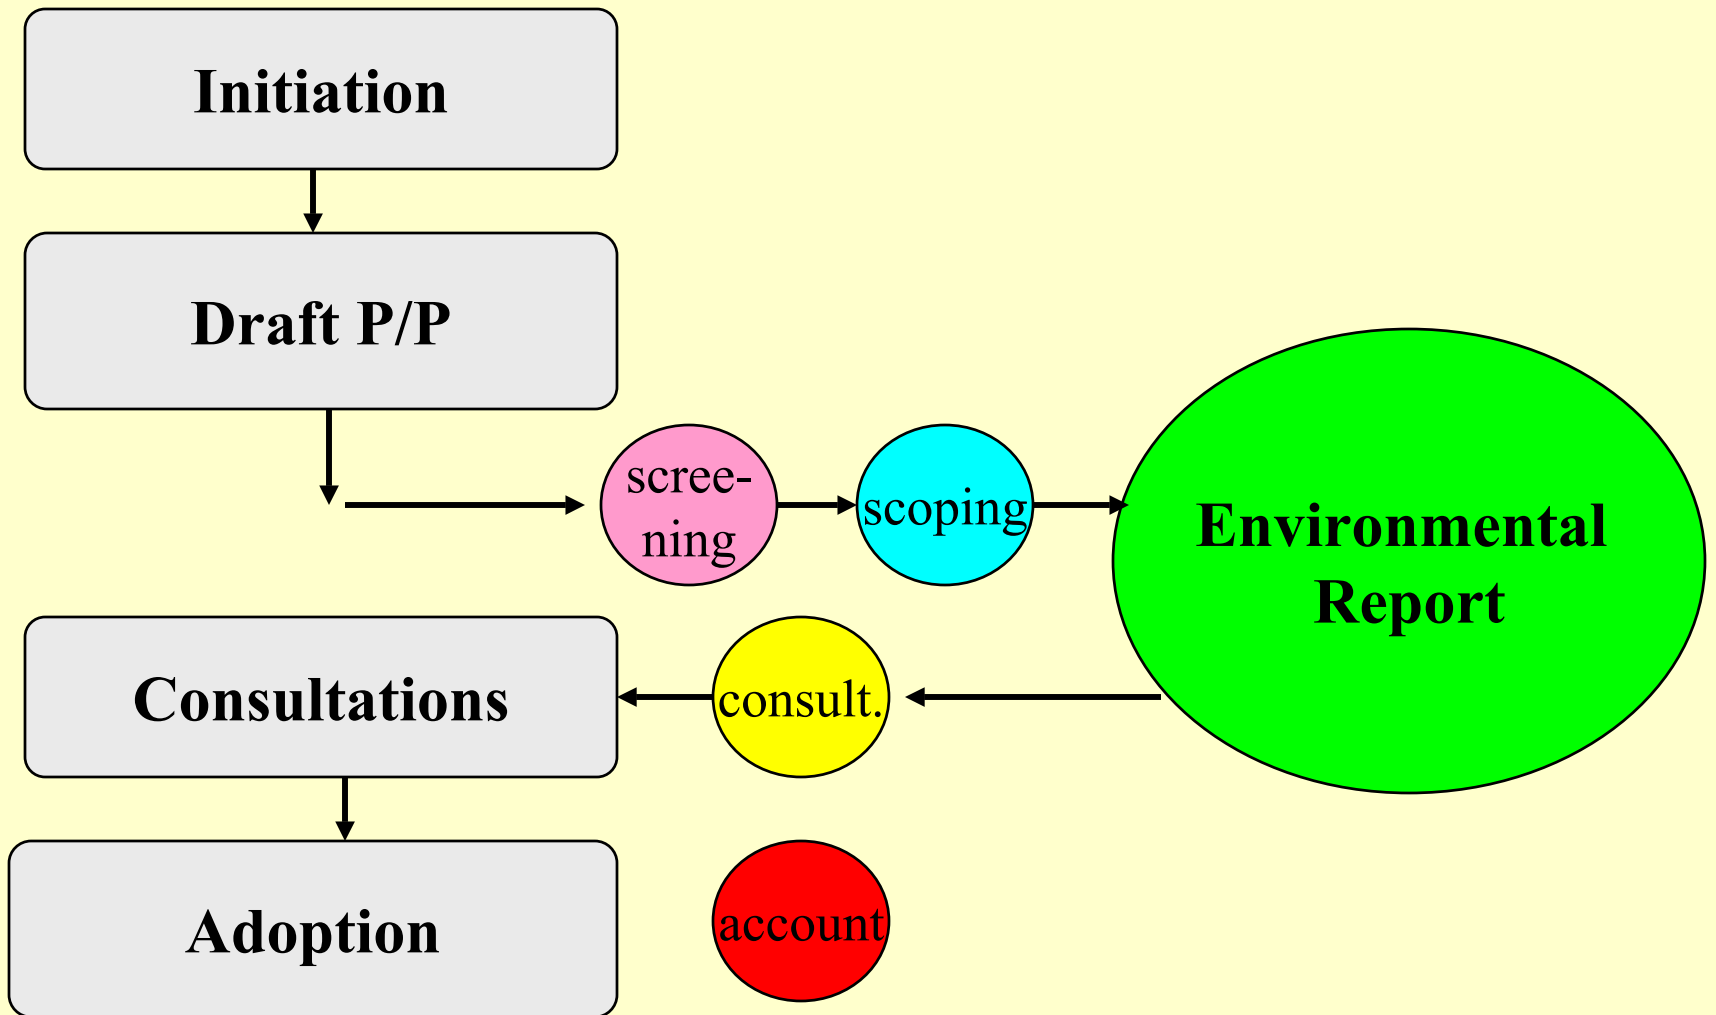 Initiation
Draft P/P
scree-
ning
scoping
Environmental
Report
Consultations
consult.
Adoption
account